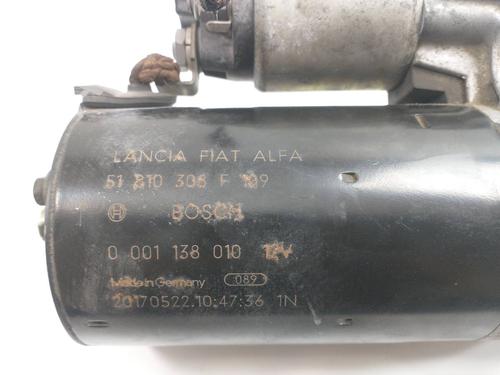 LANCIA FIAT ALFA
51 810 306 F 109
BOSCH
0 001 138 010 12V
Made in Germany 089
20170522.10:47:36 1N